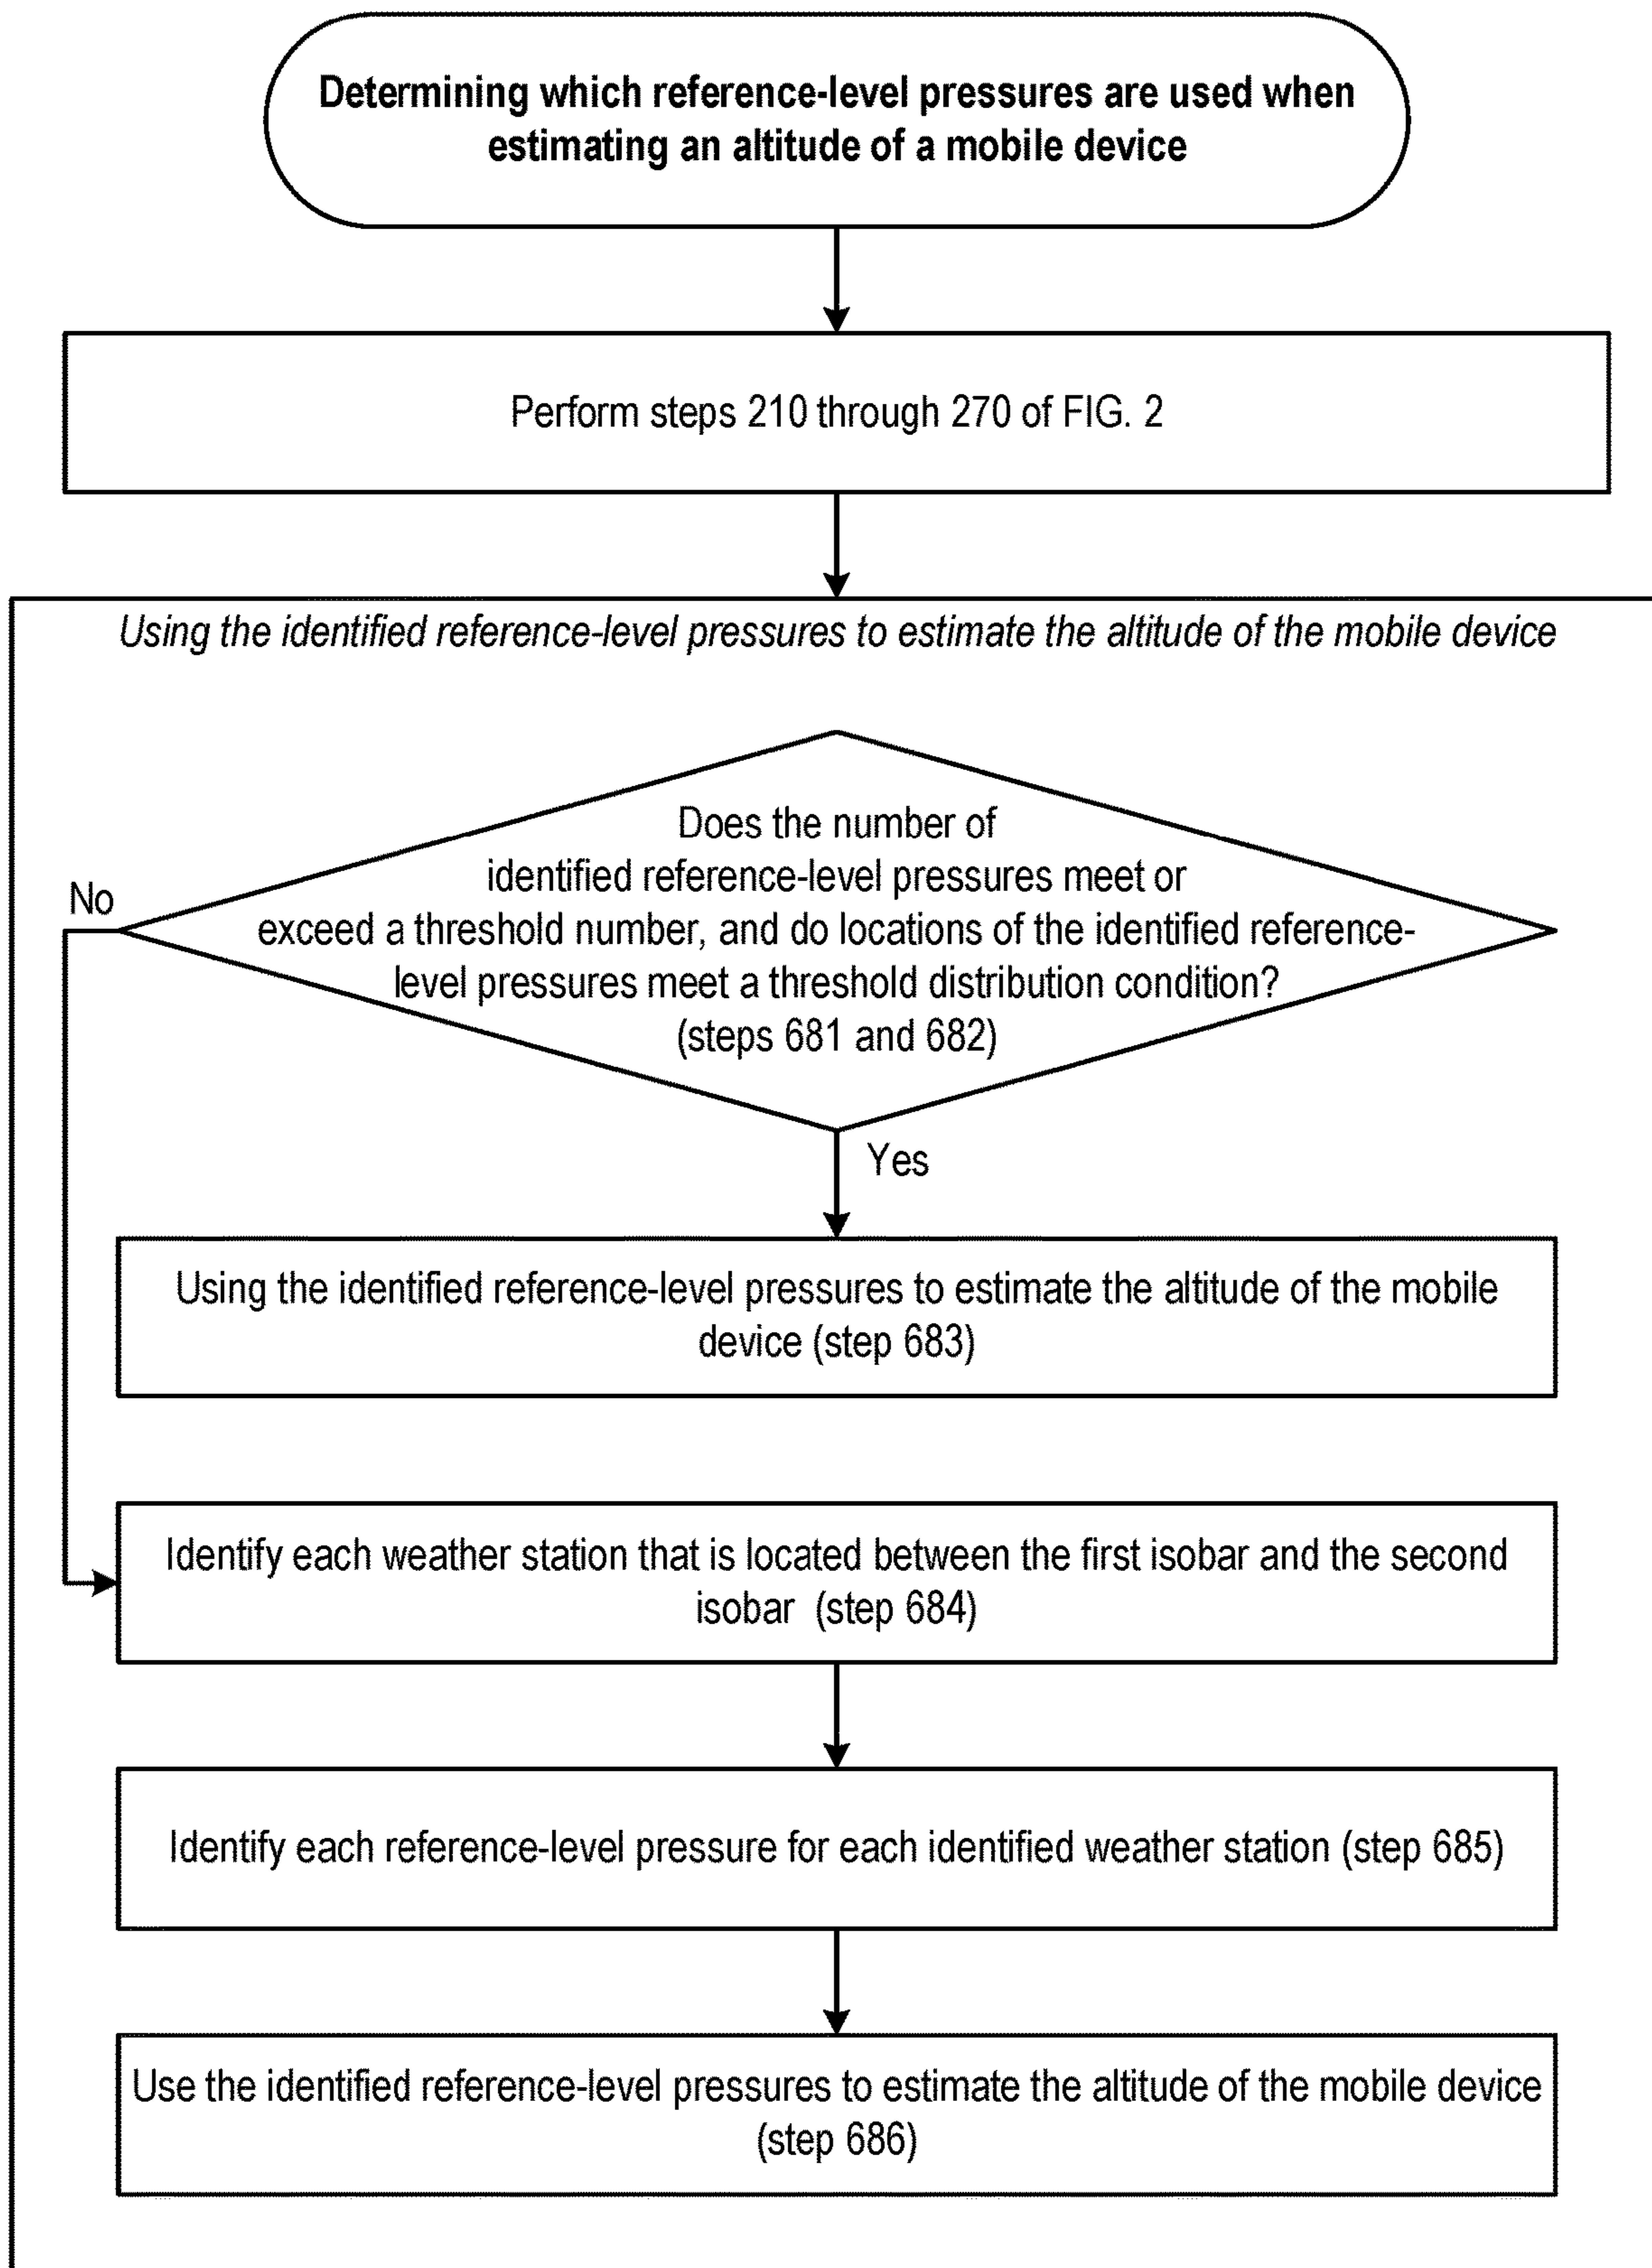 Determining which reference-level pressures are used when
estimating an altitude of a mobile device
Perform steps 210 through 270 of FIG. 2
Using the identified reference-level pressures to estimate the altitude of the mobile device
Does the number of
identified reference-level pressures meet or
exceed a threshold number, and do locations of the identified reference-
level pressures meet a threshold distribution condition?
(steps 681 and 682)
No
Yes
Using the identified reference-level pressures to estimate the altitude of the mobile
device (step 683)
Identify each weather station that is located between the first isobar and the second
isobar (step 684)
Identify each reference-level pressure for each identified weather station (step 685)
Use the identified reference-level pressures to estimate the altitude of the mobile device
(step 686)